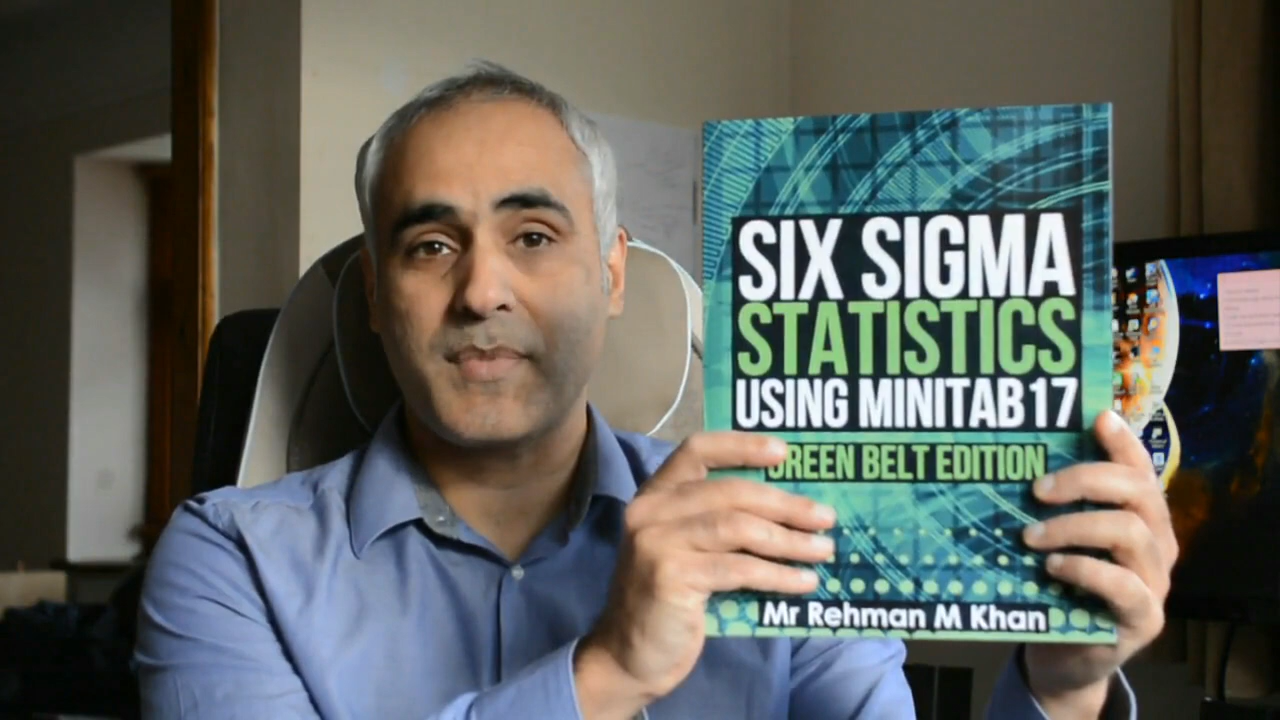 SIX SIGMA
STATISTICS
USING MINITAB 17
GREEN BELT EDITION
Mr Rehman M Khan